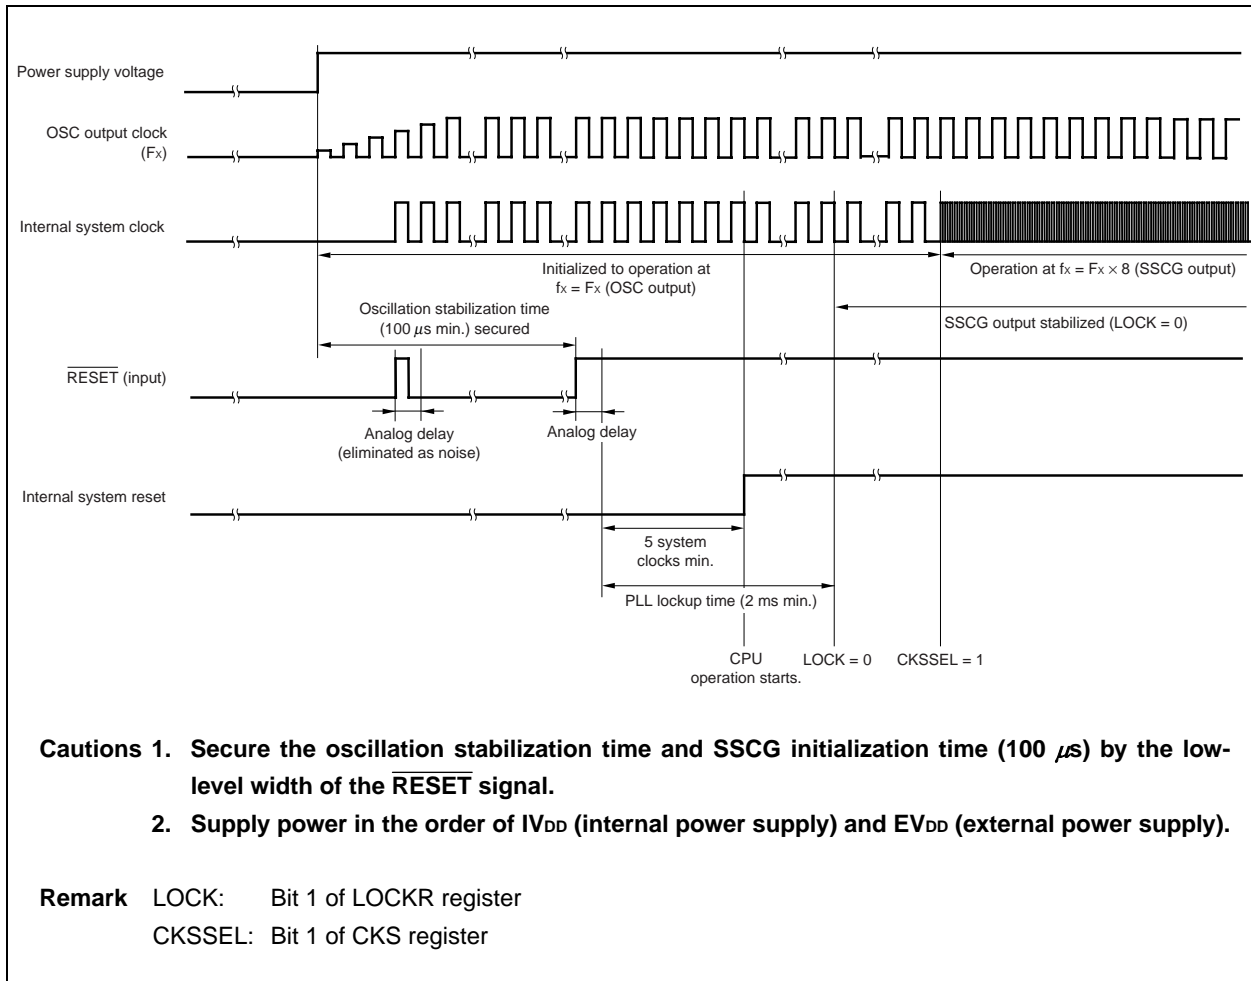 Power supply voltage
OSC output clock
(Fx)
Internal system clock
Initialized to operation at
fx = Fx (OSC output)
Operation at fx = Fx × 8 (SSCG output)
Oscillation stabilization time
(100 μs min.) secured
SSCG output stabilized (LOCK = 0)
RESET (input)
Analog delay
(eliminated as noise)
Analog delay
Internal system reset
5 system
clocks min.
PLL lockup time (2 ms min.)
CPU
operation starts.
LOCK = 0
CKSSEL = 1
Cautions 1. Secure the oscillation stabilization time and SSCG initialization time (100 μs) by the low-
level width of the RESET signal.
2. Supply power in the order of IVDD (internal power supply) and EVDD (external power supply).
Remark LOCK: Bit 1 of LOCKR register
CKSSEL: Bit 1 of CKS register